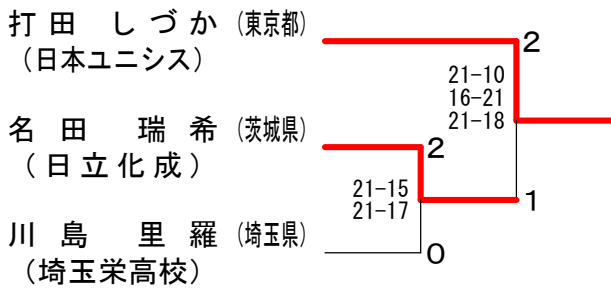 打田 しづか (東京都)
(日本ユニシス)
2
21-10
16-21
21-18
名田 瑞希 (茨城県)
(日立化成)
2
21-15
21-17
1
川島 里羅 (埼玉県)
(埼玉栄高校)
0